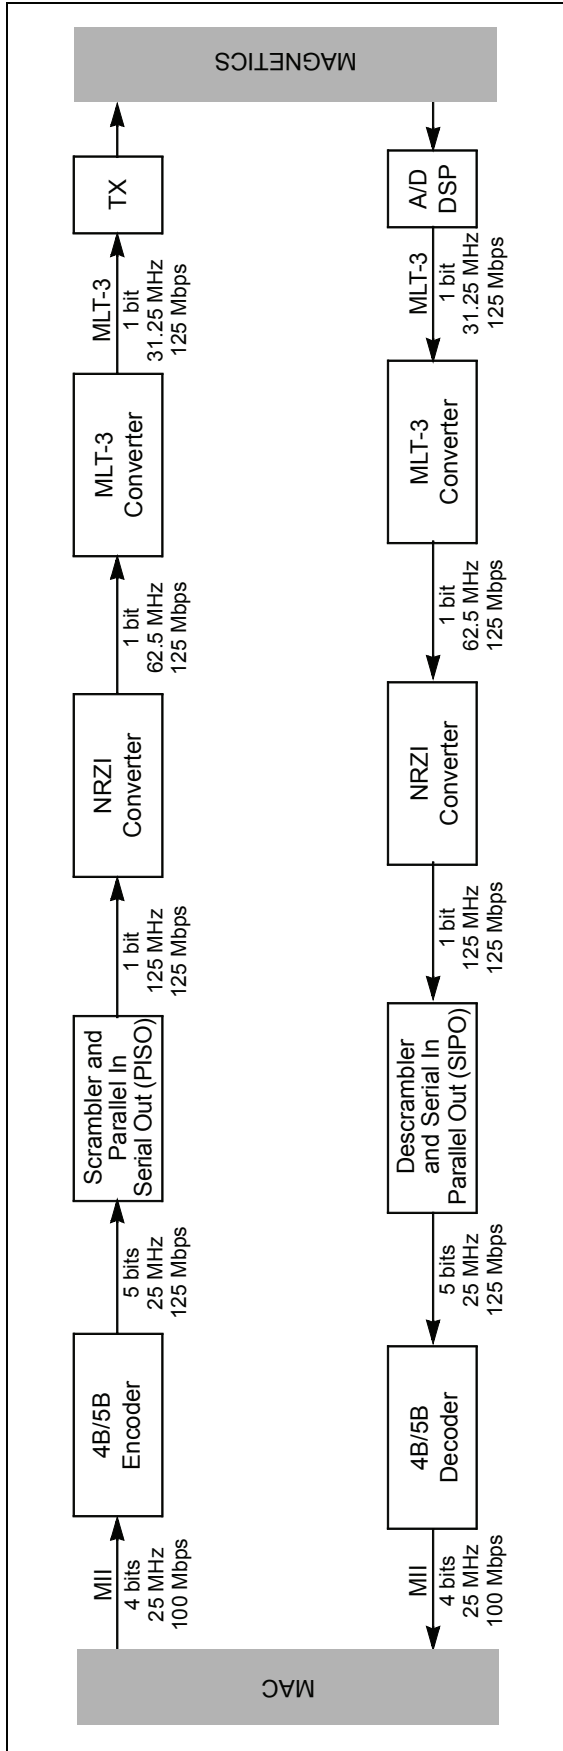 MAC
MII
4 bits
25 MHz
100 Mbps
4B/5B
Encoder
5 bits
25 MHz
125 Mbps
Scrambler and
Parallel In
Serial Out (PISO)
1 bit
125 MHz
125 Mbps
NRZI
Converter
1 bit
62.5 MHz
125 Mbps
MLT-3
Converter
MLT-3
1 bit
31.25 MHz
125 Mbps
TX
MAGNETICS
A/D
DSP
MLT-3
1 bit
31.25 MHz
125 Mbps
MLT-3
Converter
1 bit
62.5 MHz
125 Mbps
NRZI
Converter
1 bit
125 MHz
125 Mbps
Descrambler
and Serial In
Parallel Out (SIPO)
5 bits
25 MHz
125 Mbps
4B/5B
Decoder
MII
4 bits
25 MHz
100 Mbps